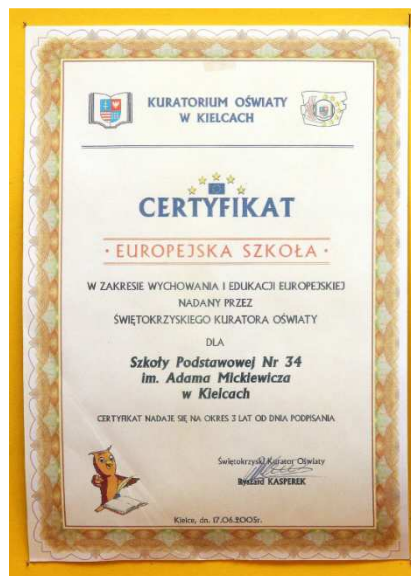 KURATORIUM OŚWIATY
W KIELCACH
CERTYFIKAT
• EUROPEJSKA SZKOŁA •
W ZAKRESIE WYCHOWANIA I EDUKACJI EUROPEJSKIEJ
NADANY PRZEZ
ŚWIĘTOKRZYSKIEGO KURATORA OŚWIATY
DLA
Szkoły Podstawowej Nr 34
im. Adama Mickiewicza
w Kielcach
CERTYFIKAT NADAJE SIĘ NA OKRES 3 LAT OD DNIA PODPISANIA
Świętokrzyski Kurator Oświaty
Ryszard KASPEREK
Kielce, dn. 17.06.2005r.